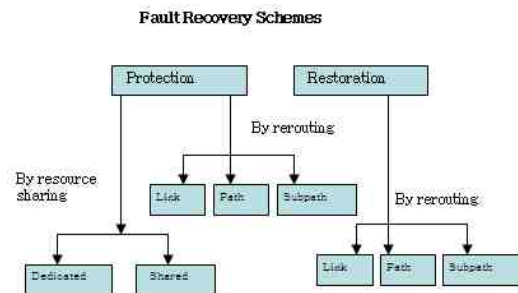 Fault Recovery Schemes
Protection
Restoration
By rerouting
By resource
sharing
Link
Path
Subpath
By rerouting
Dedicated
Shared
Link
Path
Subpath